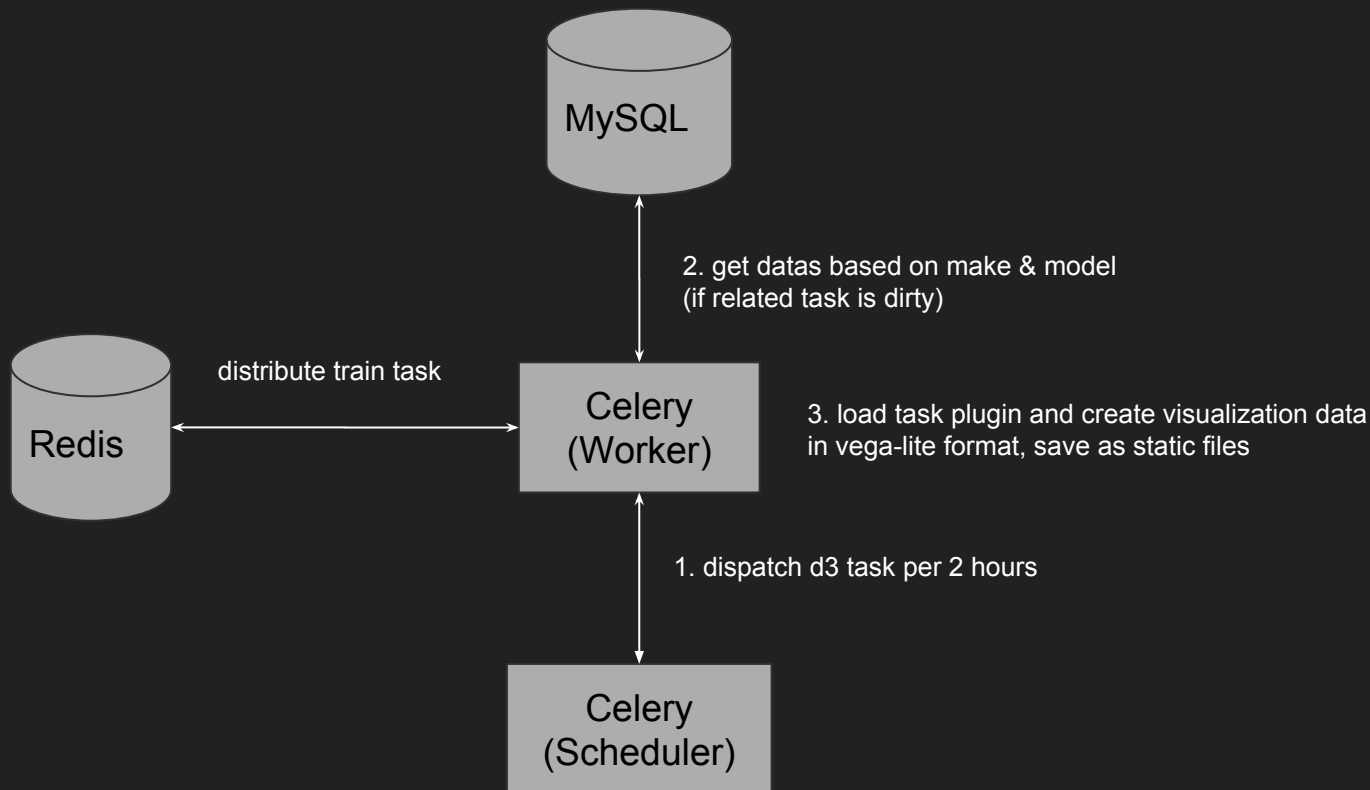 MySQL
2. get datas based on make & model
(if related task is dirty)
distribute train task
Redis
Celery
(Worker)
3. load task plugin and create visualization data
in vega-lite format, save as static files
1. dispatch d3 task per 2 hours
Celery
(Scheduler)